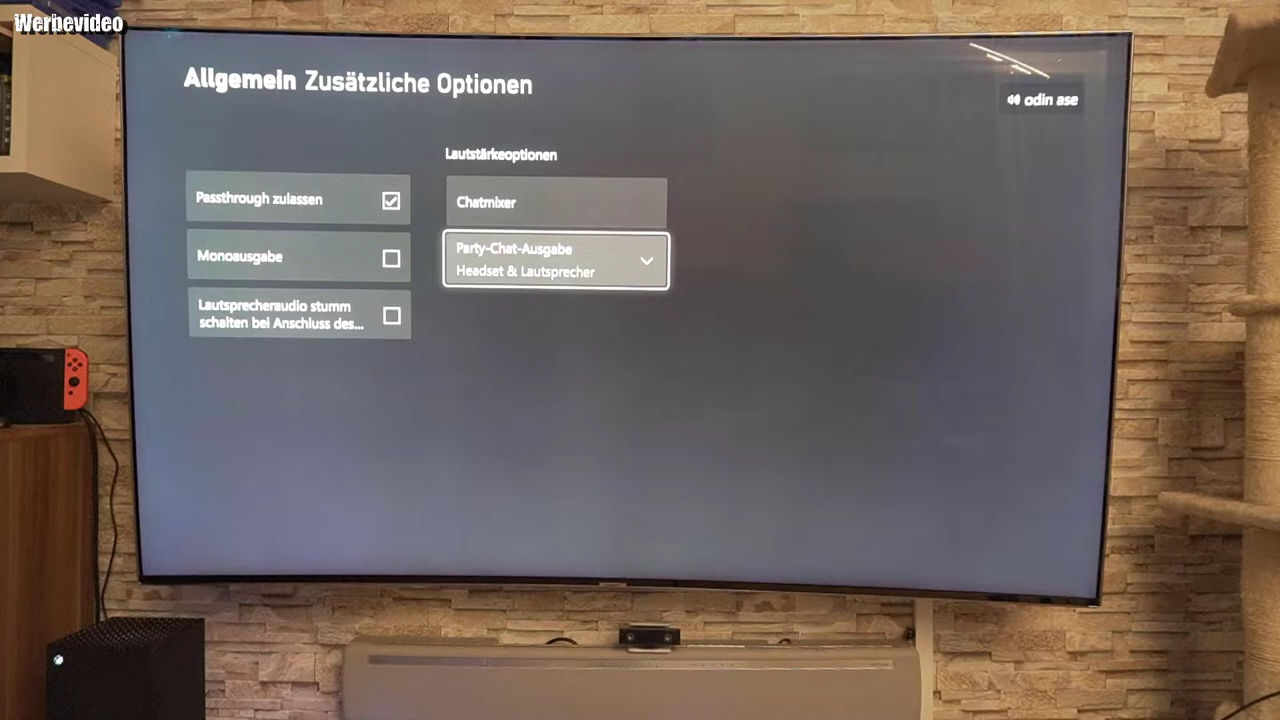 Werbevideo
Allgemein Zusätzliche Optionen
odin ase
Lautstärkeoptionen
Passthrough zulassen
Chatmixer
Monoausgabe
Party-Chat-Ausgabe
Headset & Lautsprecher
Lautsprecheraudio stumm
schalten bei Anschluss des...